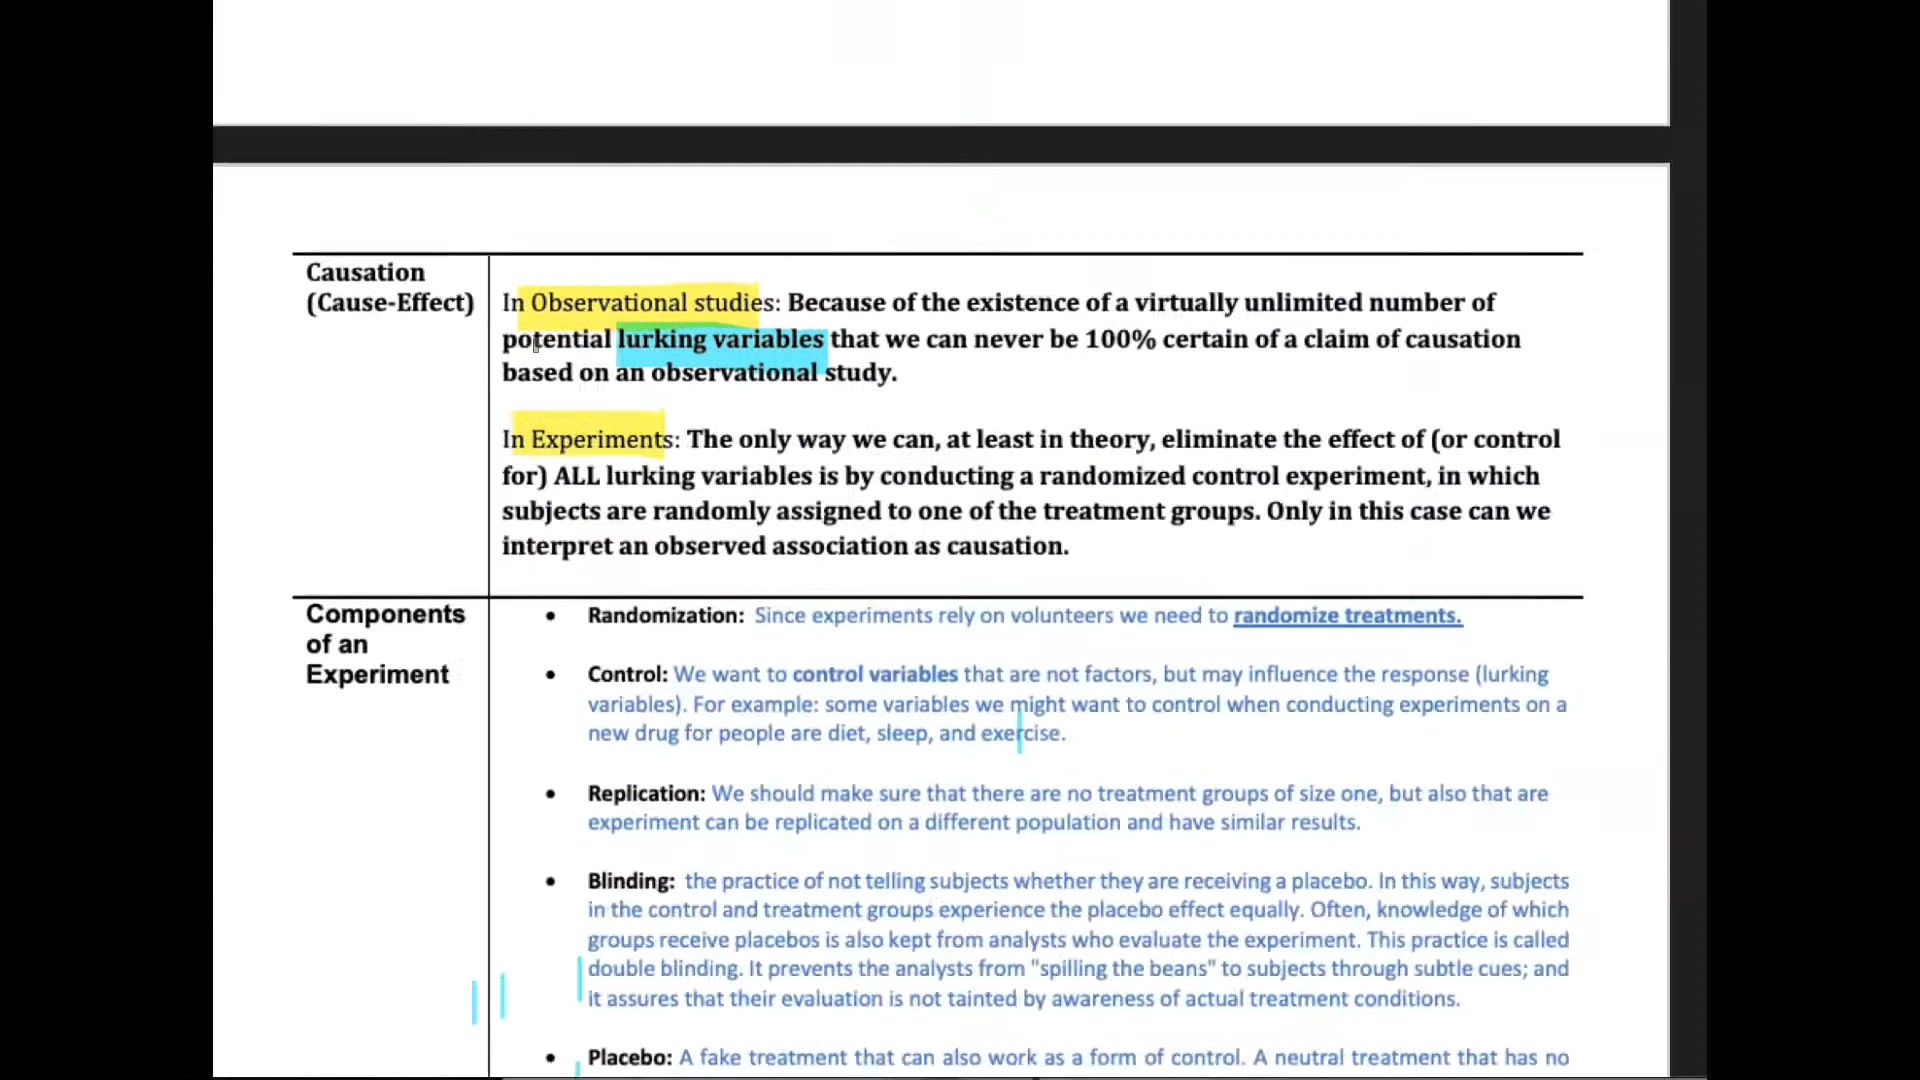 Causation
(Cause-Effect)
In Observational studies: Because of the existence of a virtually unlimited number of
potential lurking variables that we can never be 100% certain of a claim of causation
based on an observational study.
In Experiments: The only way we can, at least in theory, eliminate the effect of (or control
for) ALL lurking variables is by conducting a randomized control experiment, in which
subjects are randomly assigned to one of the treatment groups. Only in this case can we
interpret an observed association as causation.
Components
of an
Experiment
• Randomization: Since experiments rely on volunteers we need to randomize treatments.
• Control: We want to control variables that are not factors, but may influence the response (lurking
variables). For example: some variables we might want to control when conducting experiments on a
new drug for people are diet, sleep, and exercise.
• Replication: We should make sure that there are no treatment groups of size one, but also that are
experiment can be replicated on a different population and have similar results.
• Blinding: the practice of not telling subjects whether they are receiving a placebo. In this way, subjects
in the control and treatment groups experience the placebo effect equally. Often, knowledge of which
groups receive placebos is also kept from analysts who evaluate the experiment. This practice is called
double blinding. It prevents the analysts from "spilling the beans" to subjects through subtle cues; and
it assures that their evaluation is not tainted by awareness of actual treatment conditions.
• Placebo: A fake treatment that can also work as a form of control. A neutral treatment that has no